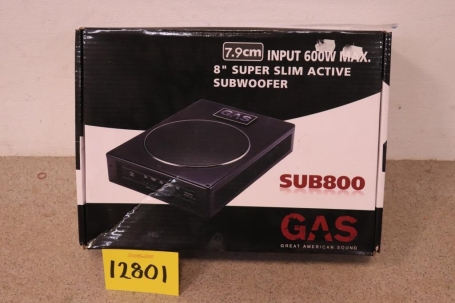 7.9cm INPUT 600W MAX.
8" SUPER SLIM ACTIVE
SUBWOOFER
GAS
SUB800
GAS
GREAT AMERICAN SOUND
12801